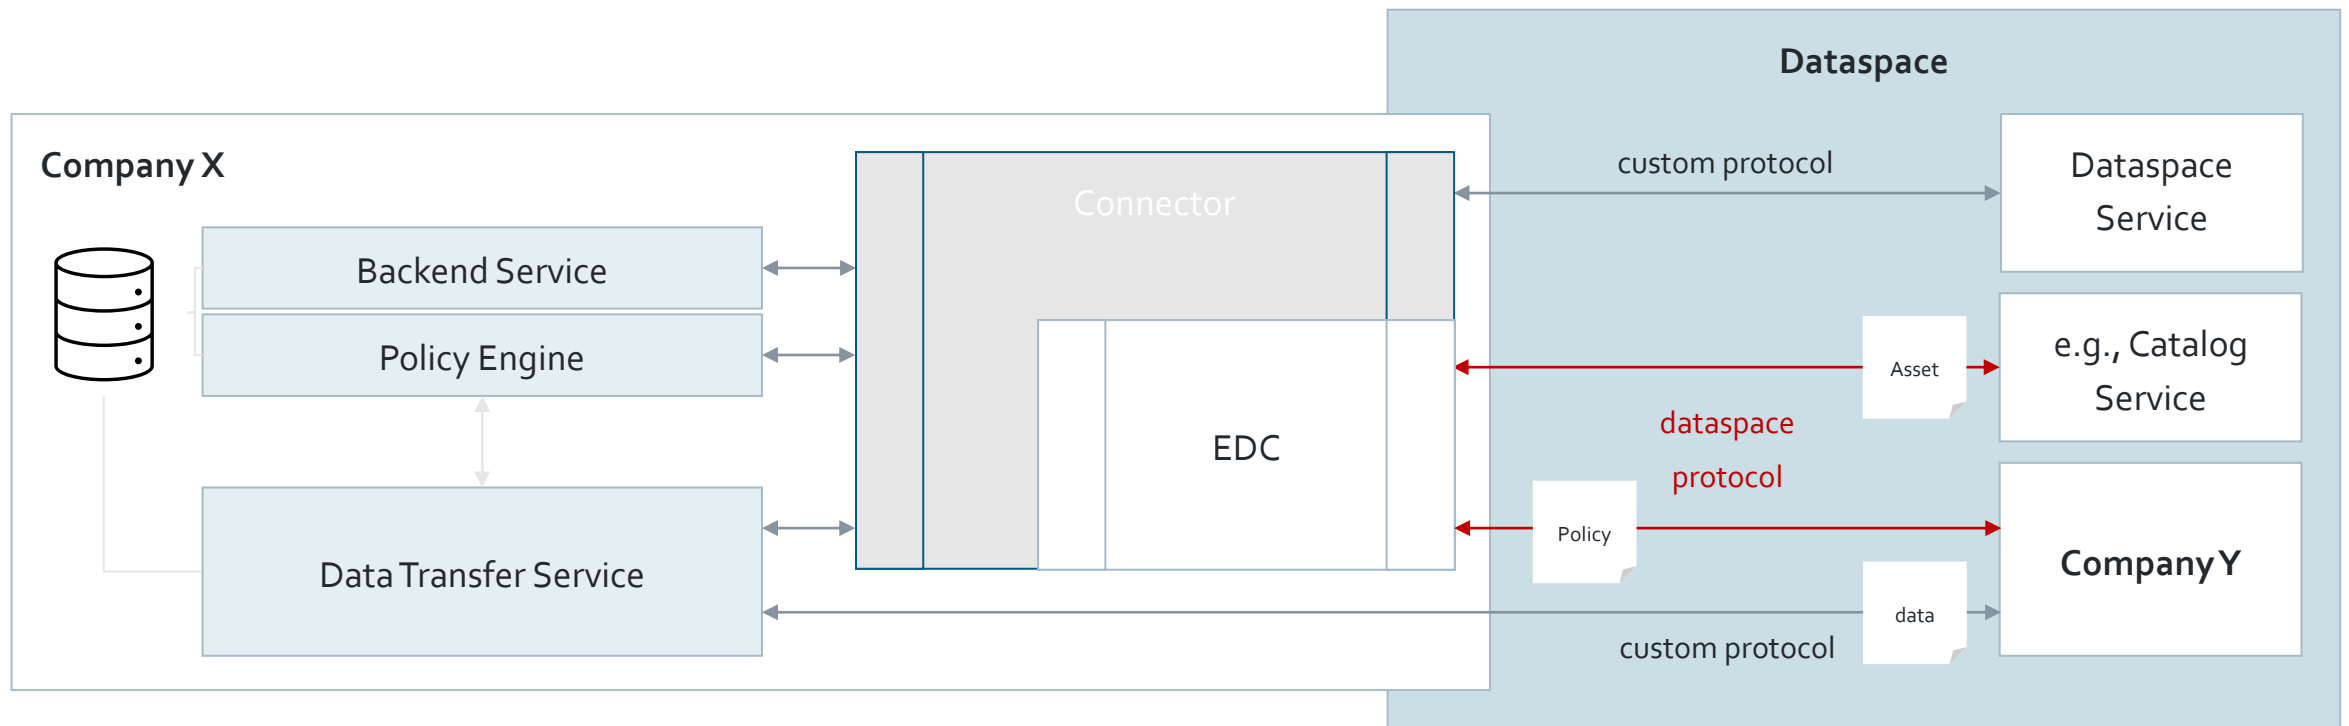 Dataspace
Company X
Connector
custom protocol
Dataspace
Service
Backend Service
Policy Engine
Asset
e.g., Catalog
Service
dataspace
protocol
EDC
Policy
Data Transfer Service
Company Y
data
custom protocol